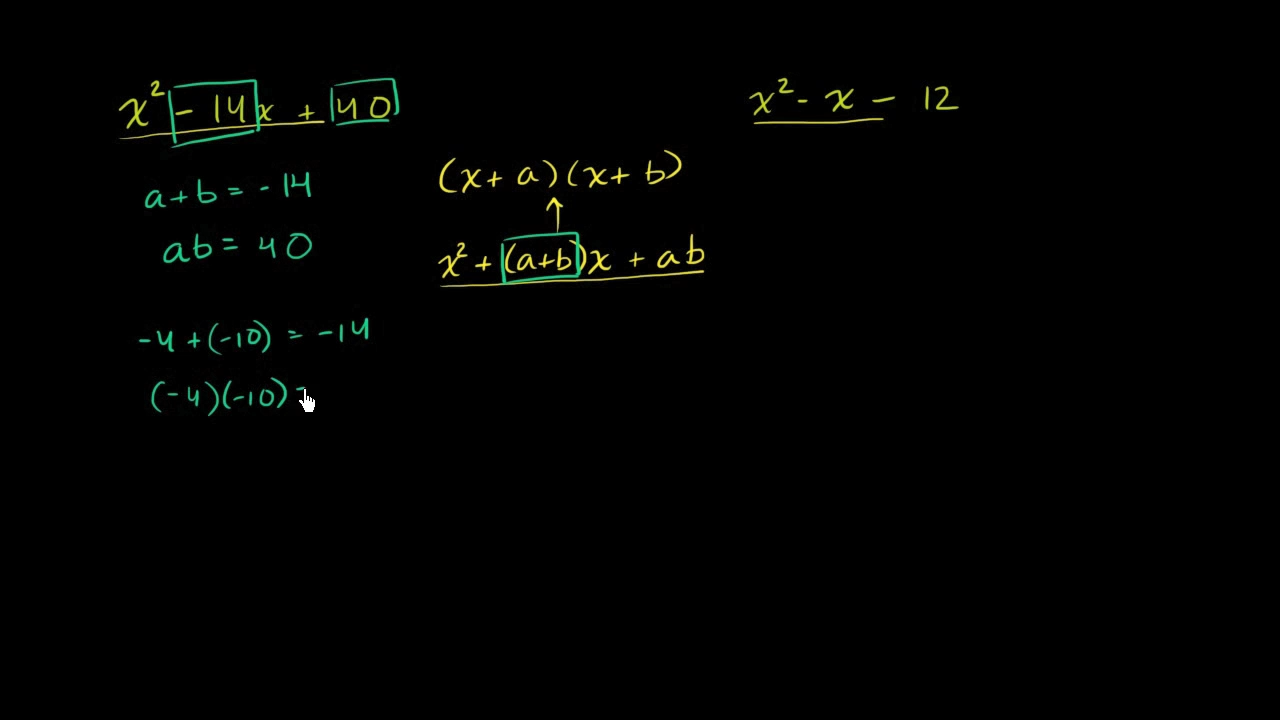 x² - 14x + 40
x² - x - 12
(x + a)(x + b)
a + b = -14
ab = 40
x² + (a+b)x + ab
-4 + (-10) = -14
(-4)(-10) =